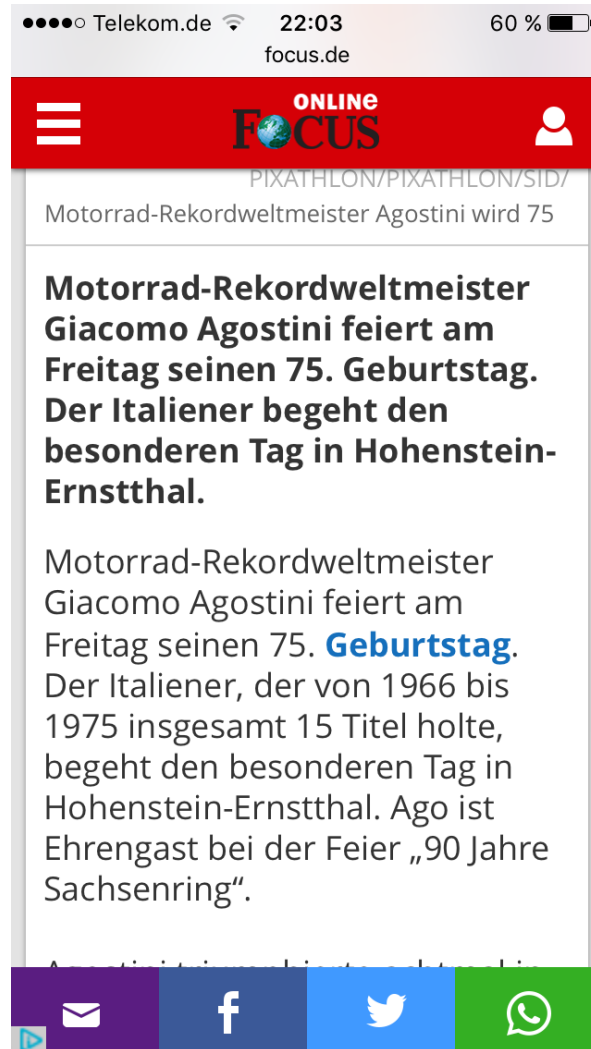 Telekom.de 22:03 60 %
focus.de
ONLINE
FOCUS
PIXATHLON/PIXATHLON/SID/
Motorrad-Rekordweltmeister Agostini wird 75
Motorrad-Rekordweltmeister
Giacomo Agostini feiert am
Freitag seinen 75. Geburtstag.
Der Italiener begeht den
besonderen Tag in Hohenstein-
Ernstthal.
Motorrad-Rekordweltmeister
Giacomo Agostini feiert am
Freitag seinen 75. Geburtstag.
Der Italiener, der von 1966 bis
1975 insgesamt 15 Titel holte,
begeht den besonderen Tag in
Hohenstein-Ernstthal. Ago ist
Ehrengast bei der Feier „90 Jahre
Sachsenring“.